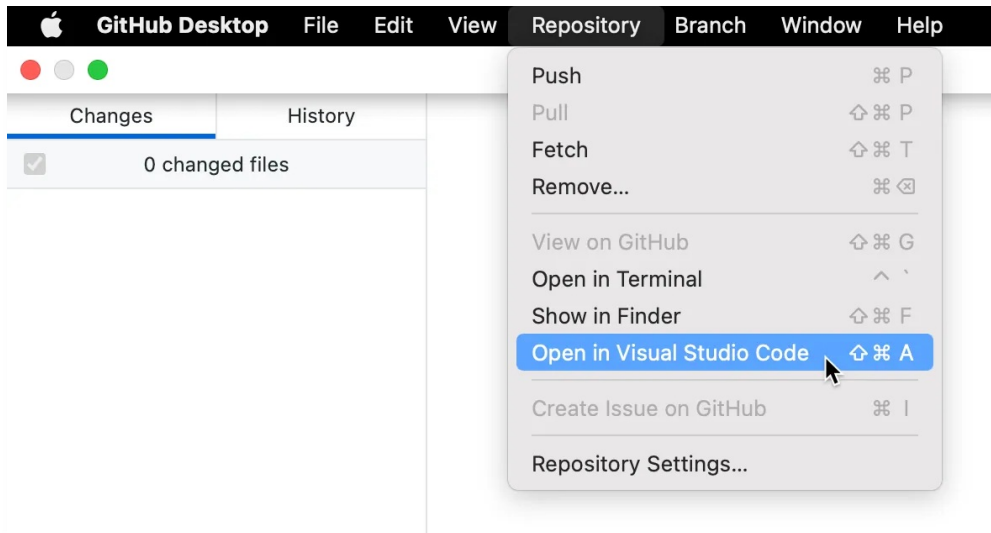 GitHub Desktop File Edit View Repository Branch Window Help
Changes History
0 changed files
Push ⌘ P
Pull ⇧ ⌘ P
Fetch ⇧ ⌘ T
Remove... ⌘ ⌫
View on GitHub ⇧ ⌘ G
Open in Terminal ^ `
Show in Finder ⇧ ⌘ F
Open in Visual Studio Code ⇧ ⌘ A
Create Issue on GitHub ⌘ I
Repository Settings...